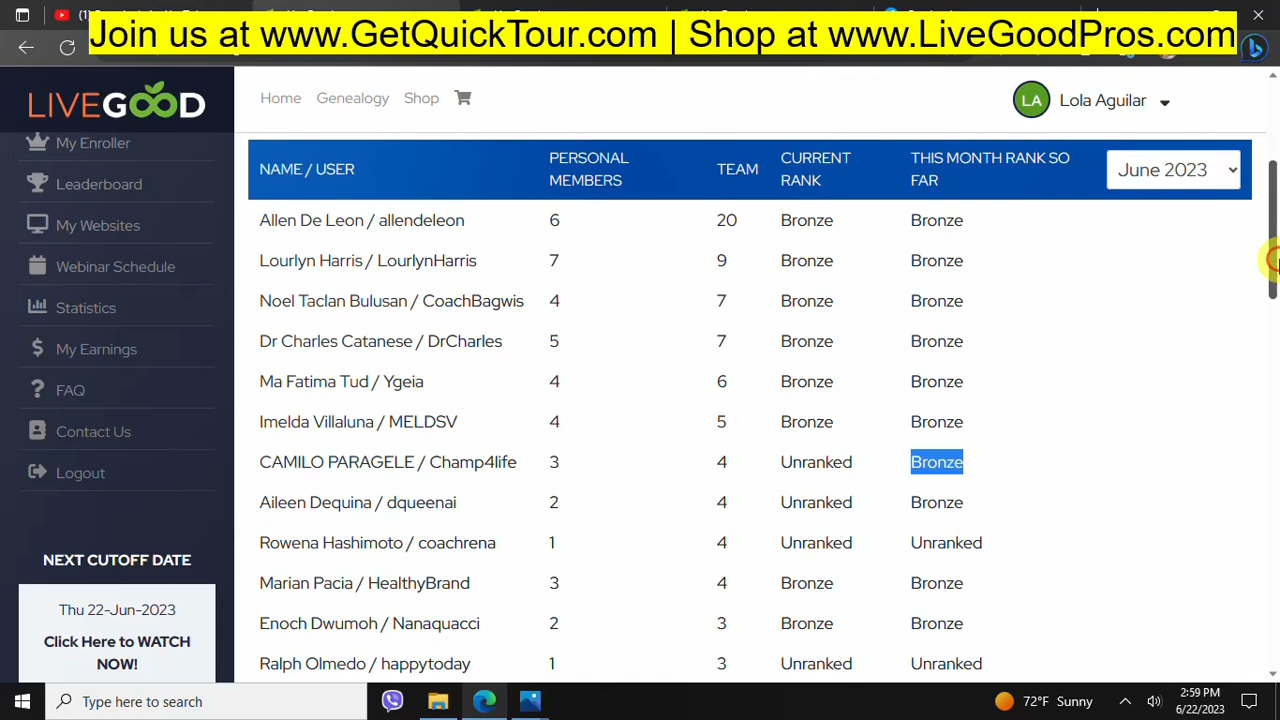 Join us at www.GetQuickTour.com | Shop at www.LiveGoodPros.com
LIVEGOOD
Home Genealogy Shop
LA Lola Aguilar
My Enroller
Leaderboard
My Websites
Webinar Schedule
Statistics
My Earnings
FAQ
Contact Us
Logout
NEXT CUTOFF DATE
Thu 22-Jun-2023
Click Here to WATCH
NOW!
NAME / USER PERSONAL MEMBERS TEAM CURRENT RANK THIS MONTH RANK SO FAR June 2023
Allen De Leon / allendeleon 6 20 Bronze Bronze
Lourlyn Harris / LourlynHarris 7 9 Bronze Bronze
Noel Taclan Bulusan / CoachBagwis 4 7 Bronze Bronze
Dr Charles Catanese / DrCharles 5 7 Bronze Bronze
Ma Fatima Tud / Ygeia 4 6 Bronze Bronze
Imelda Villaluna / MELDSV 4 5 Bronze Bronze
CAMILO PARAGELE / Champ4life 3 4 Unranked Bronze
Aileen Dequina / dqueenai 2 4 Unranked Bronze
Rowena Hashimoto / coachrena 1 4 Unranked Unranked
Marian Pacia / HealthyBrand 3 4 Bronze Bronze
Enoch Dwumoh / Nanaquacci 2 3 Bronze Bronze
Ralph Olmedo / happytoday 1 3 Unranked Unranked
Type here to search
72°F Sunny
2:59 PM
6/22/2023